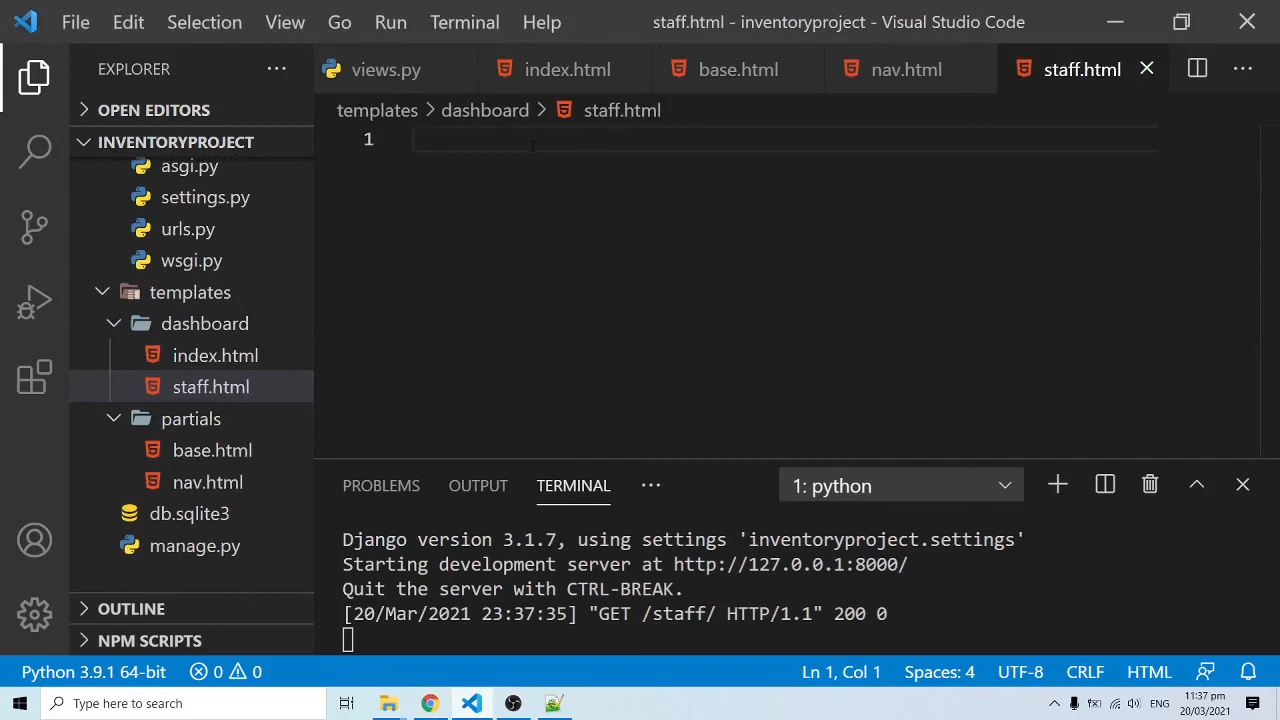 File Edit Selection View Go Run Terminal Help staff.html - inventoryproject - Visual Studio Code
EXPLORER
OPEN EDITORS
INVENTORYPROJECT
asgi.py
settings.py
urls.py
wsgi.py
templates
dashboard
index.html
staff.html
partials
base.html
nav.html
db.sqlite3
manage.py
OUTLINE
NPM SCRIPTS
views.py index.html base.html nav.html staff.html
templates dashboard staff.html
1
PROBLEMS OUTPUT TERMINAL 1: python
Django version 3.1.7, using settings 'inventoryproject.settings'
Starting development server at http://127.0.0.1:8000/
Quit the server with CTRL-BREAK.
[20/Mar/2021 23:37:35] "GET /staff/ HTTP/1.1" 200 0
Python 3.9.1 64-bit 0 0 Ln 1, Col 1 Spaces: 4 UTF-8 CRLF HTML
Type here to search
ENG
11:37 pm
20/03/2021